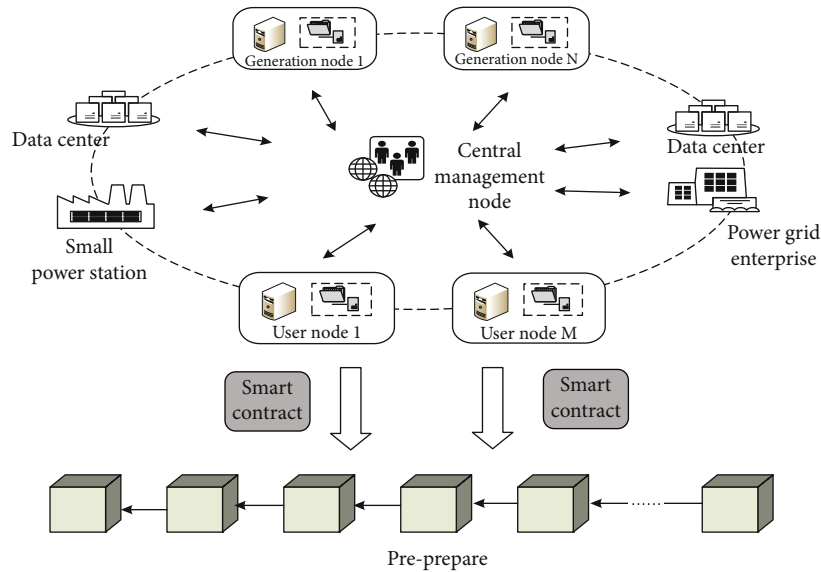 Generation node 1
Generation node N
Data center
Data center
Central
management
node
Small
power station
Power grid
enterprise
User node 1
User node M
Smart
contract
Smart
contract
......
Pre-prepare